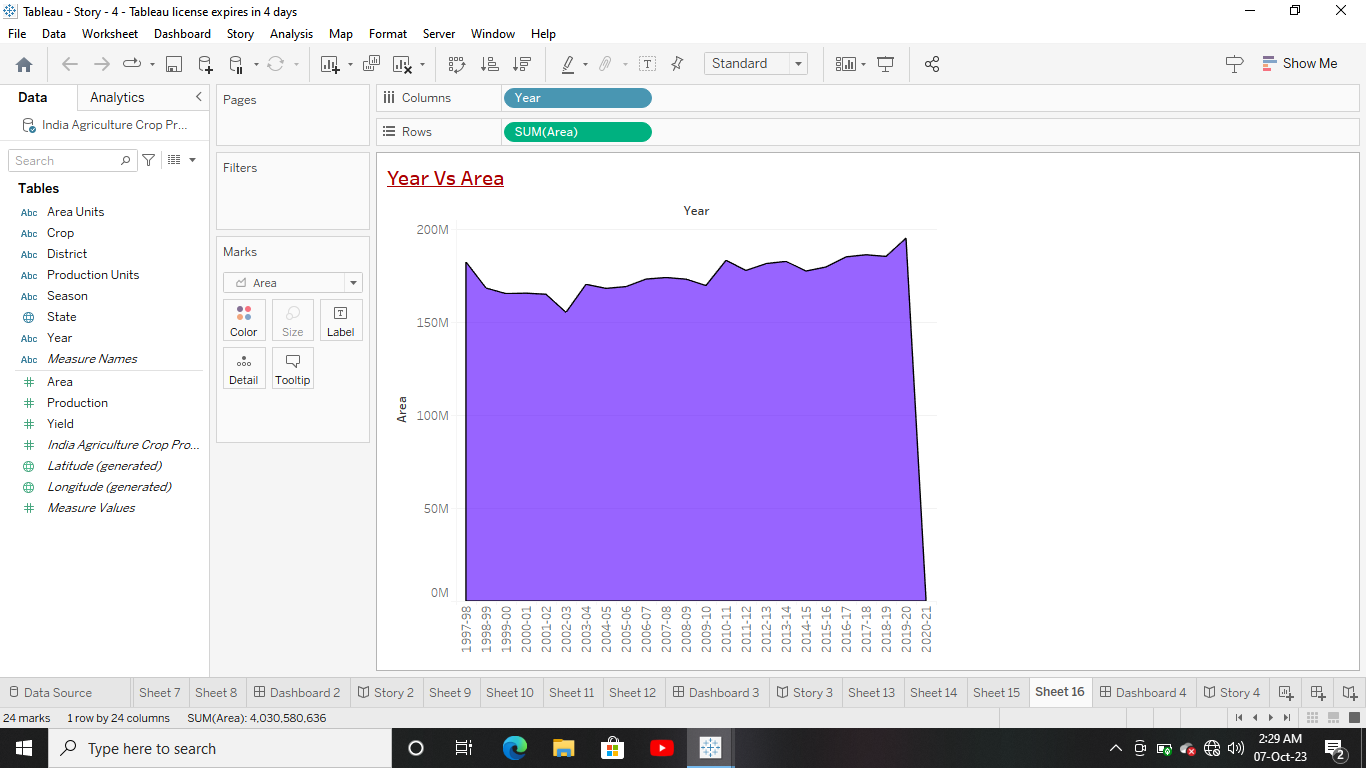 Tableau - Story - 4 - Tableau license expires in 4 days
File Data Worksheet Dashboard Story Analysis Map Format Server Window Help
Standard
Show Me
Data Analytics
India Agriculture Crop Pr...
Search
Tables
Abc Area Units
Abc Crop
Abc District
Abc Production Units
Abc Season
State
Abc Year
Abc Measure Names
Area
Production
Yield
India Agriculture Crop Pro...
Latitude (generated)
Longitude (generated)
Measure Values
Pages
Filters
Marks
Area
Color Size Label
Detail Tooltip
Columns Year
Rows SUM(Area)
Year Vs Area
Year
200M
150M
100M
50M
0M
Area
1997-98
1998-99
1999-00
2000-01
2001-02
2002-03
2003-04
2004-05
2005-06
2006-07
2007-08
2008-09
2009-10
2010-11
2011-12
2012-13
2013-14
2014-15
2015-16
2016-17
2017-18
2018-19
2019-20
2020-21
Data Source Sheet 7 Sheet 8 Dashboard 2 Story 2 Sheet 9 Sheet 10 Sheet 11 Sheet 12 Dashboard 3 Story 3 Sheet 13 Sheet 14 Sheet 15 Sheet 16 Dashboard 4 Story 4
24 marks 1 row by 24 columns SUM(Area): 4,030,580,636
Type here to search
2:29 AM
07-Oct-23
2